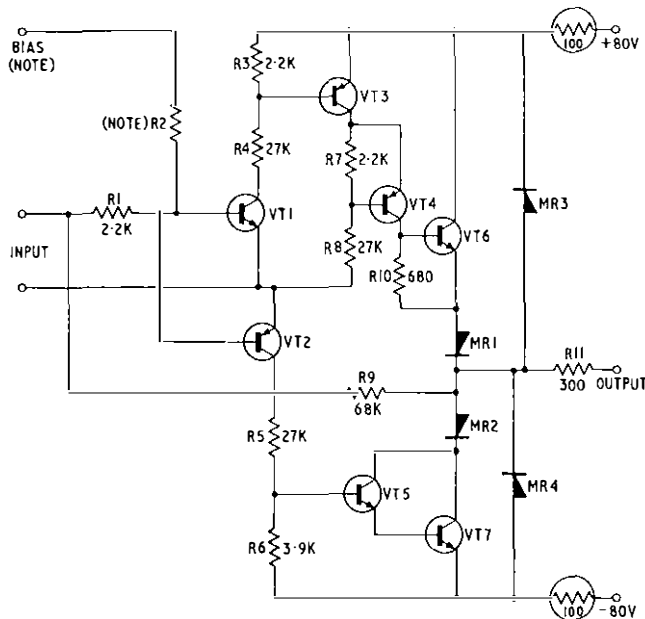 BIAS
(NOTE)
R3
2.2K
100
+80V
VT3
(NOTE) R2
R4
27K
R7
2.2K
MR3
R1
2.2K
VT1
VT4
VT6
INPUT
R8
27K
R10
680
VT2
MR1
R11
300
OUTPUT
R9
68K
MR2
R5
27K
VT5
MR4
R6
3.9K
VT7
100
-80V